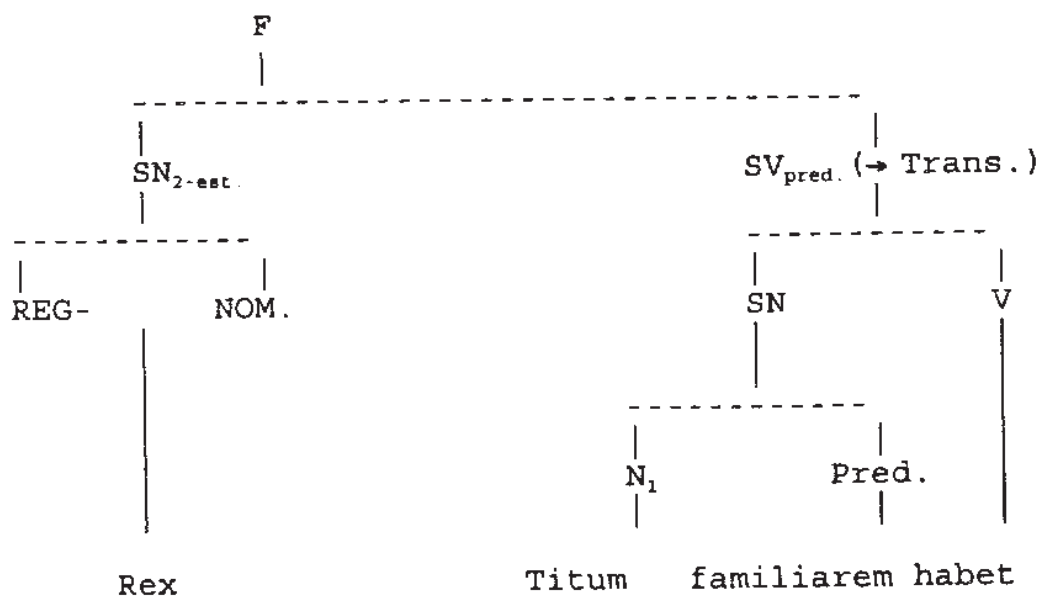 F
SN₂₋ₑₛₜ. SVₚᵣₑd. (→ Trans.)
REG- NOM. SN V
N₁ Pred.
Rex Titum familiarem habet